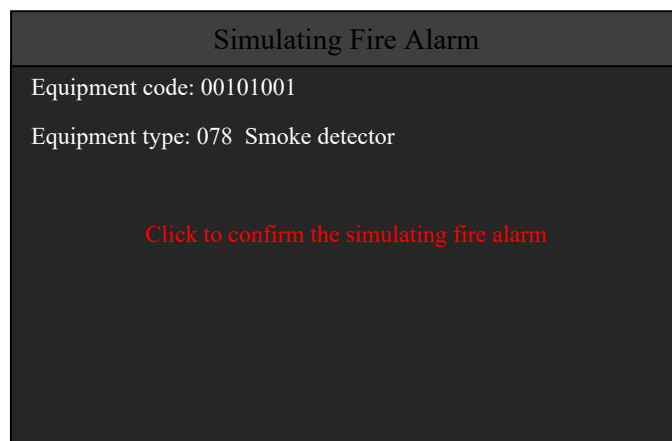 Simulating Fire Alarm
Equipment code: 00101001
Equipment type: 078  Smoke detector
Click to confirm the simulating fire alarm